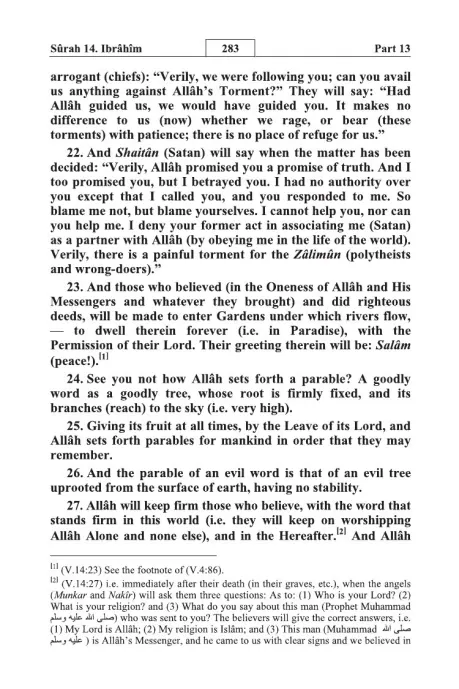 Sûrah 14. Ibrâhîm 283 Part 13
arrogant (chiefs): “Verily, we were following you; can you avail
us anything against Allâh’s Torment?” They will say: “Had
Allâh guided us, we would have guided you. It makes no
difference to us (now) whether we rage, or bear (these
torments) with patience; there is no place of refuge for us.”
22. And Shaitân (Satan) will say when the matter has been
decided: “Verily, Allâh promised you a promise of truth. And I
too promised you, but I betrayed you. I had no authority over
you except that I called you, and you responded to me. So
blame me not, but blame yourselves. I cannot help you, nor can
you help me. I deny your former act in associating me (Satan)
as a partner with Allâh (by obeying me in the life of the world).
Verily, there is a painful torment for the Zâlimûn (polytheists
and wrong-doers).”
23. And those who believed (in the Oneness of Allâh and His
Messengers and whatever they brought) and did righteous
deeds, will be made to enter Gardens under which rivers flow,
— to dwell therein forever (i.e. in Paradise), with the
Permission of their Lord. Their greeting therein will be: Salâm
(peace!).[1]
24. See you not how Allâh sets forth a parable? A goodly
word as a goodly tree, whose root is firmly fixed, and its
branches (reach) to the sky (i.e. very high).
25. Giving its fruit at all times, by the Leave of its Lord, and
Allâh sets forth parables for mankind in order that they may
remember.
26. And the parable of an evil word is that of an evil tree
uprooted from the surface of earth, having no stability.
27. Allâh will keep firm those who believe, with the word that
stands firm in this world (i.e. they will keep on worshipping
Allâh Alone and none else), and in the Hereafter.[2] And Allâh
[1] (V.14:23) See the footnote of (V.4:86).
[2] (V.14:27) i.e. immediately after their death (in their graves, etc.), when the angels
(Munkar and Nakîr) will ask them three questions: As to: (1) Who is your Lord? (2)
What is your religion? and (3) What do you say about this man (Prophet Muhammad
صلى الله عليه وسلم) who was sent to you? The believers will give the correct answers, i.e.
(1) My Lord is Allâh; (2) My religion is Islâm; and (3) This man (Muhammad صلى الله
عليه وسلم ) is Allâh’s Messenger, and he came to us with clear signs and we believed in